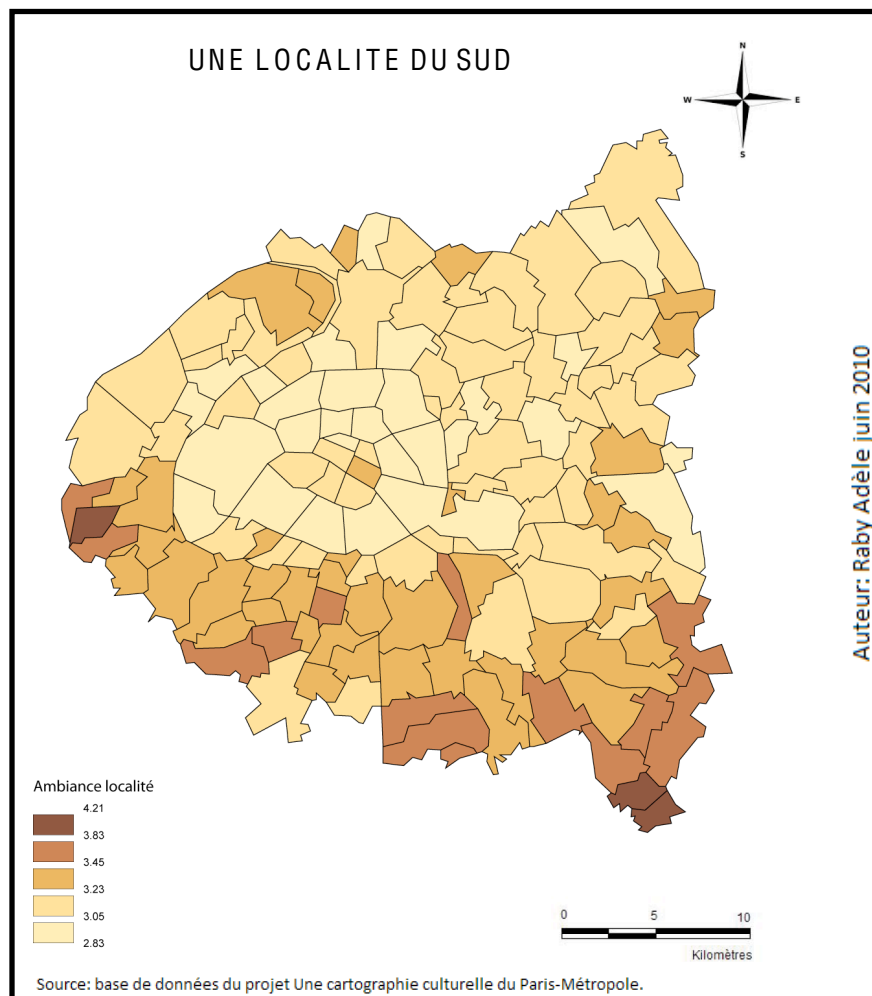 UNE LOCALITE DU SUD
N
W E
S
Auteur: Raby Adèle juin 2010
Ambiance localité
4.21
3.83
3.45
3.23
3.05
2.83
0 5 10
Kilomètres
Source: base de données du projet Une cartographie culturelle du Paris-Métropole.